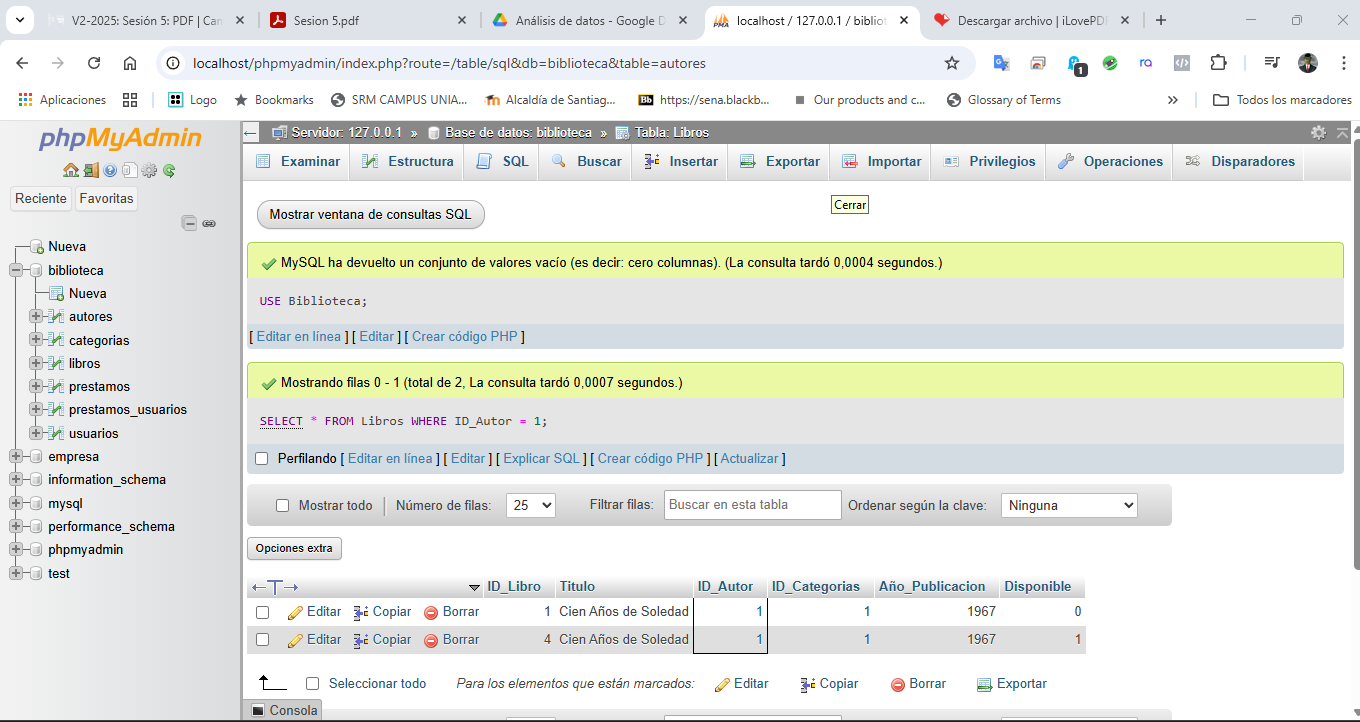 V2-2025: Sesión 5: PDF | Can
Sesion 5.pdf
Análisis de datos - Google D
localhost / 127.0.0.1 / bibliot
Descargar archivo | iLovePDF
localhost/phpmyadmin/index.php?route=/table/sql&db=biblioteca&table=autores
1
Aplicaciones
Logo
Bookmarks
SRM CAMPUS UNIA...
Alcaldía de Santiag...
Bb https://sena.blackb...
Our products and c...
Glossary of Terms
»
Todos los marcadores
phpMyAdmin
Reciente
Favoritas
Nueva
biblioteca
Nueva
autores
categorias
libros
prestamos
prestamos_usuarios
usuarios
empresa
information_schema
mysql
performance_schema
phpmyadmin
test
Servidor: 127.0.0.1 » Base de datos: biblioteca » Tabla: Libros
Examinar Estructura SQL Buscar Insertar Exportar Importar Privilegios Operaciones Disparadores
Cerrar
Mostrar ventana de consultas SQL
MySQL ha devuelto un conjunto de valores vacío (es decir: cero columnas). (La consulta tardó 0,0004 segundos.)
USE Biblioteca;
[ Editar en línea ] [ Editar ] [ Crear código PHP ]
Mostrando filas 0 - 1 (total de 2, La consulta tardó 0,0007 segundos.)
SELECT * FROM Libros WHERE ID_Autor = 1;
Perfilando [ Editar en línea ] [ Editar ] [ Explicar SQL ] [ Crear código PHP ] [ Actualizar ]
Mostrar todo Número de filas: 25 Filtrar filas: Buscar en esta tabla Ordenar según la clave: Ninguna
Opciones extra
←T→ ID_Libro Titulo ID_Autor ID_Categorias Año_Publicacion Disponible
Editar Copiar Borrar 1 Cien Años de Soledad 1 1 1967 0
Editar Copiar Borrar 4 Cien Años de Soledad 1 1 1967 1
Seleccionar todo Para los elementos que están marcados: Editar Copiar Borrar Exportar
Consola